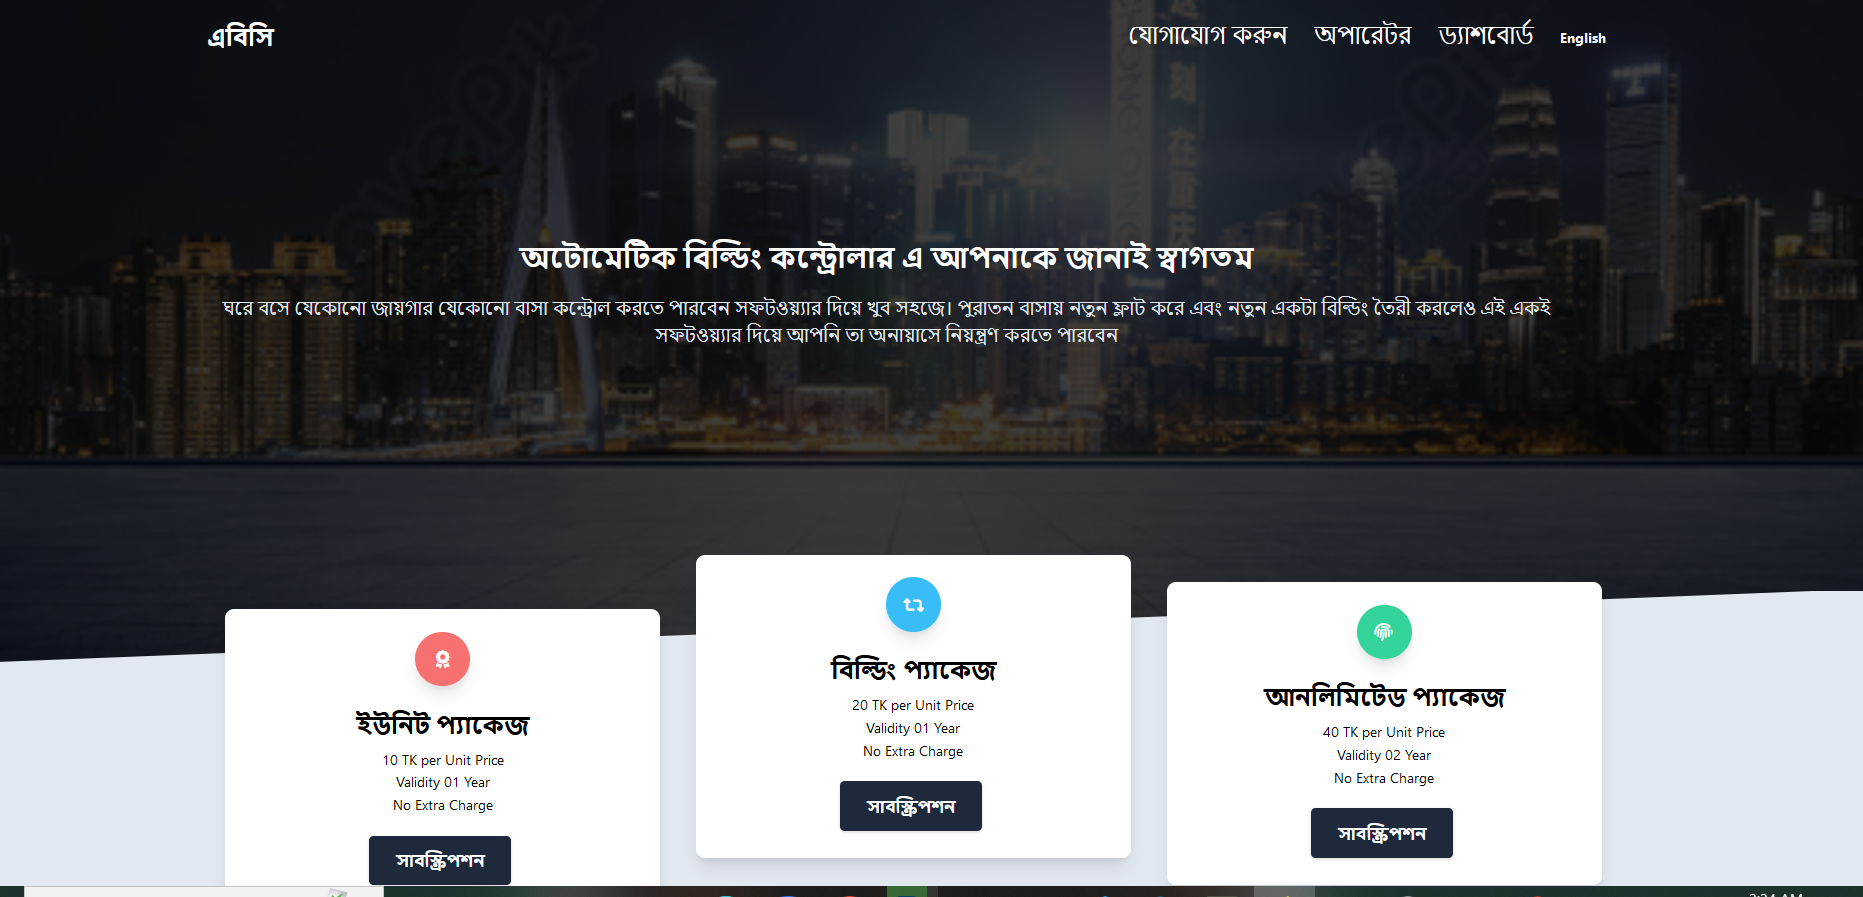 এবিসি
যোগাযোগ করুন
অপারেটর
ড্যাশবোর্ড
English
অটোমেটিক বিল্ডিং কন্ট্রোলার এ আপনাকে জানাই স্বাগতম
ঘরে বসে যেকোনো জায়গার যেকোনো বাসা কন্ট্রোল করতে পারবেন সফটওয়্যার দিয়ে খুব সহজে। পুরাতন বাসায় নতুন ফ্লাট করে এবং নতুন একটা বিল্ডিং তৈরী করলেও এই একই
সফটওয়্যার দিয়ে আপনি তা অনায়াসে নিয়ন্ত্রণ করতে পারবেন
ইউনিট প্যাকেজ
10 TK per Unit Price
Validity 01 Year
No Extra Charge
সাবস্ক্রিপশন
বিল্ডিং প্যাকেজ
20 TK per Unit Price
Validity 01 Year
No Extra Charge
সাবস্ক্রিপশন
আনলিমিটেড প্যাকেজ
40 TK per Unit Price
Validity 02 Year
No Extra Charge
সাবস্ক্রিপশন